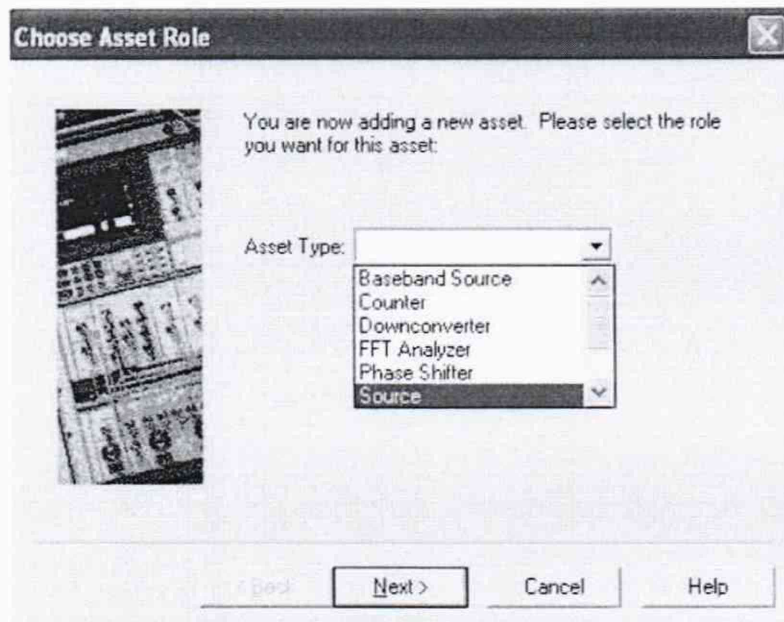 Choose Asset Role
You are now adding a new asset. Please select the role
you want for this asset:
Asset Type:
Baseband Source
Counter
Downconverter
FFT Analyzer
Phase Shifter
Source
< Back
Next >
Cancel
Help